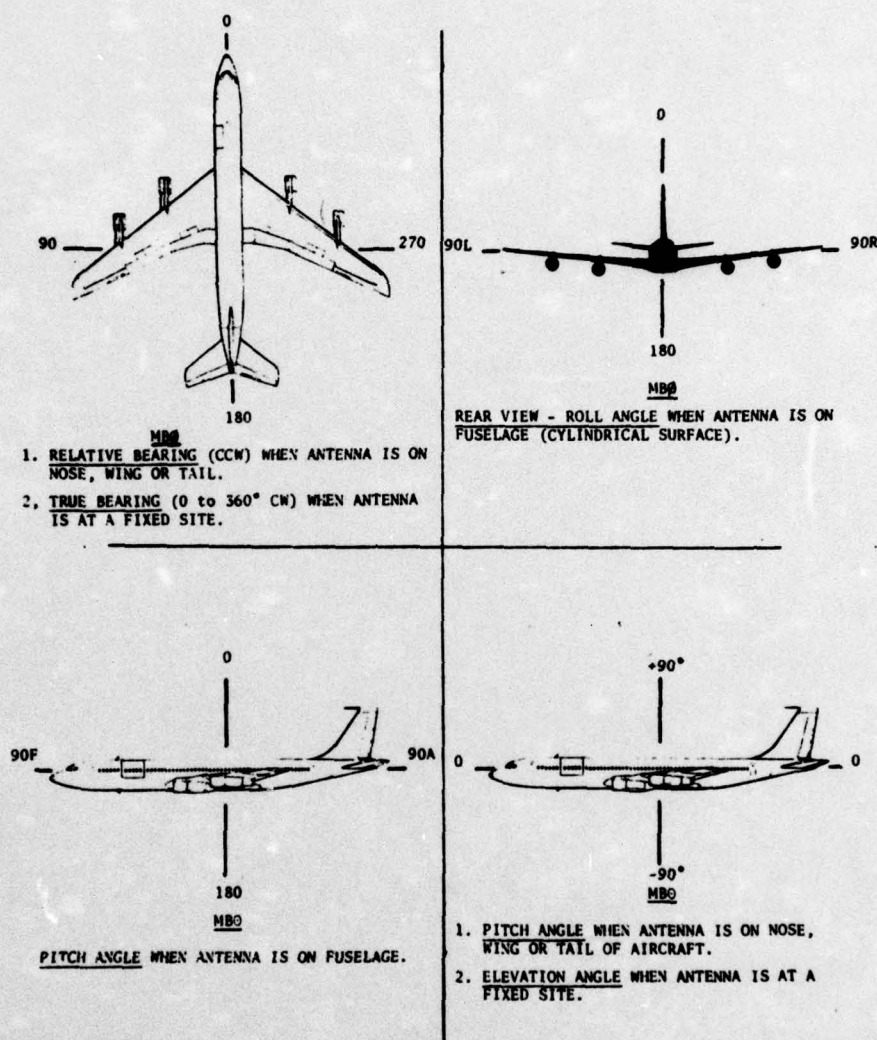 0
90
270
180
MBØ
1. RELATIVE BEARING (CCW) WHEN ANTENNA IS ON
NOSE, WING OR TAIL.
2, TRUE BEARING (0 to 360° CW) WHEN ANTENNA
IS AT A FIXED SITE.
0
90L
90R
180
MBØ
REAR VIEW - ROLL ANGLE WHEN ANTENNA IS ON
FUSELAGE (CYLINDRICAL SURFACE).
0
90F
90A
180
MBΘ
PITCH ANGLE WHEN ANTENNA IS ON FUSELAGE.
+90°
0
0
-90°
MBΘ
1. PITCH ANGLE WHEN ANTENNA IS ON NOSE,
WING OR TAIL OF AIRCRAFT.
2. ELEVATION ANGLE WHEN ANTENNA IS AT A
FIXED SITE.